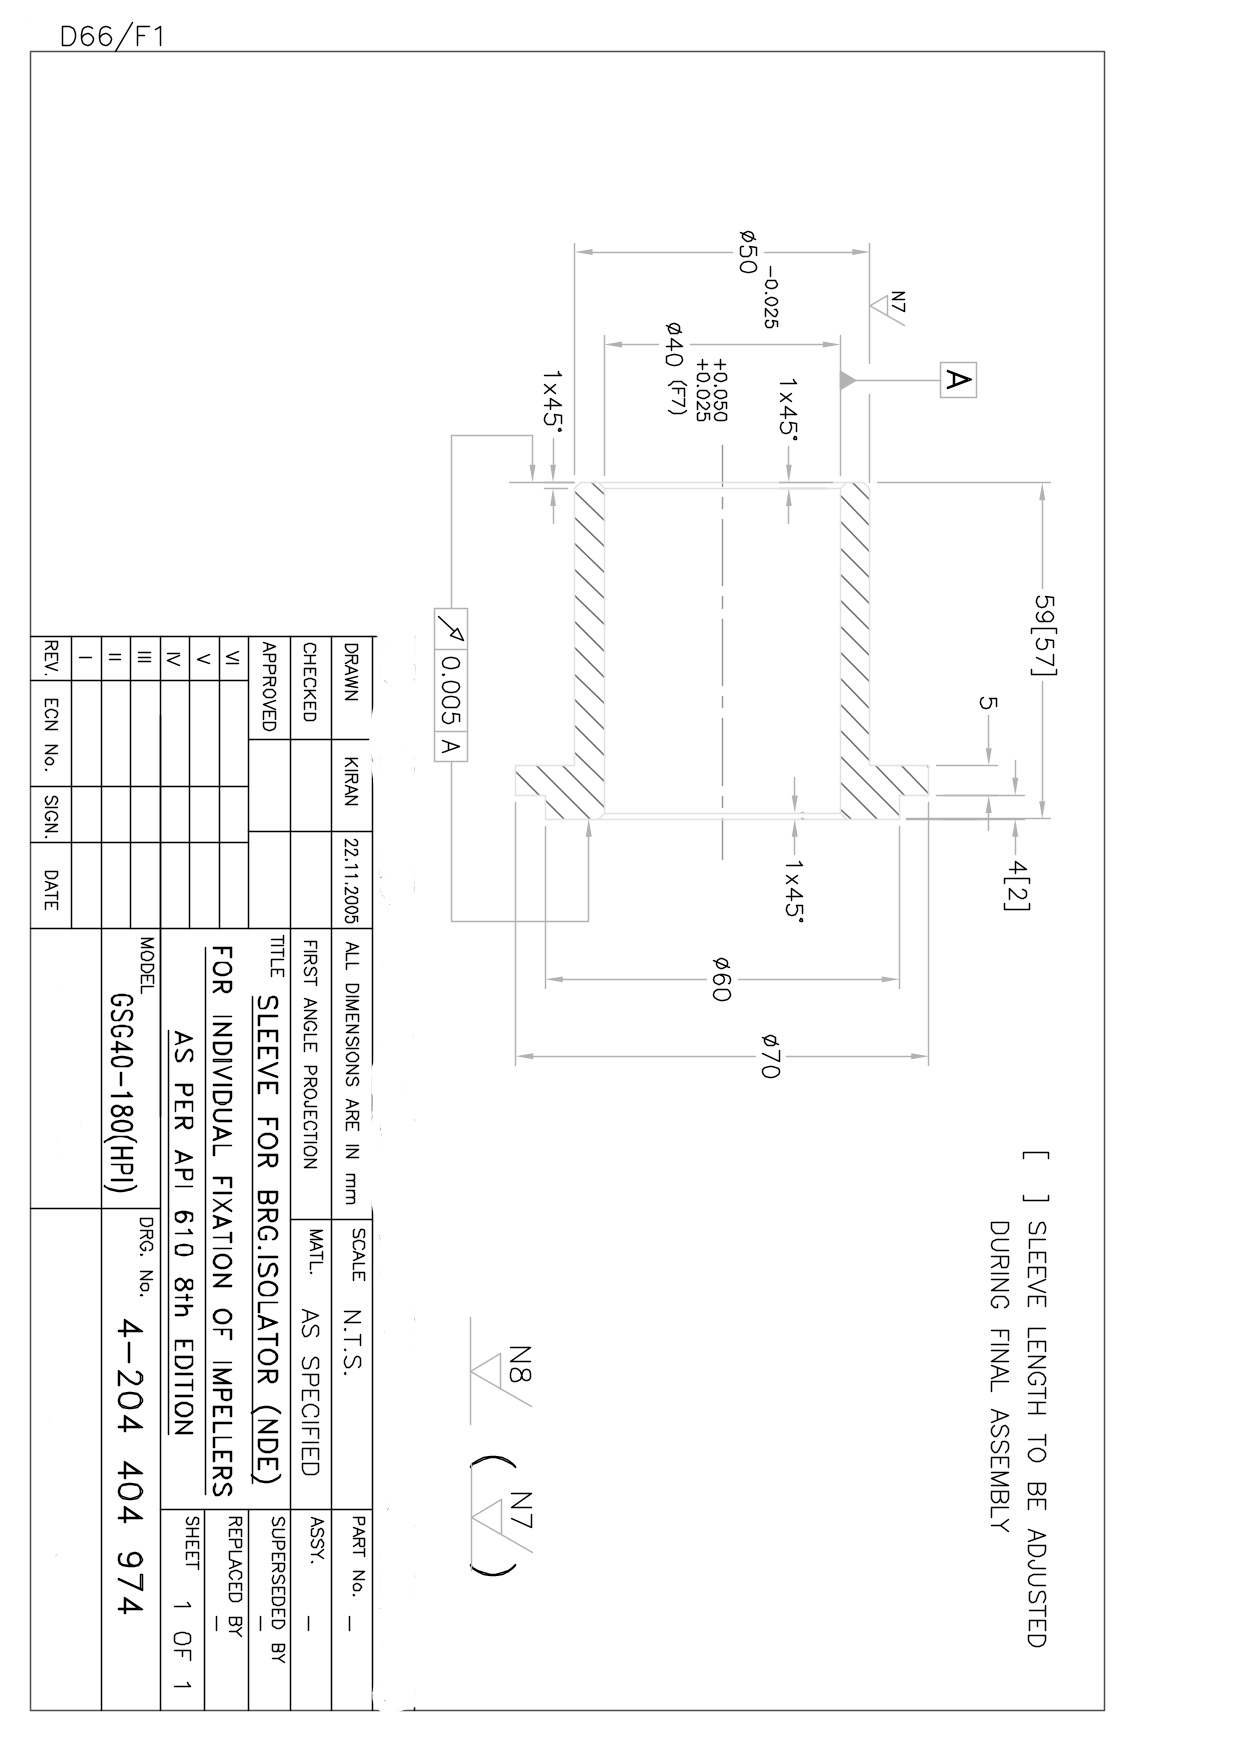 D66/F1
ø50 -0.025
N7
A
ø40 (F7) +0.050 +0.025
1x45°
1x45°
59[57]
5
4[2]
0.005 A
1x45°
ø60
ø70
[ ] SLEEVE LENGTH TO BE ADJUSTED
DURING FINAL ASSEMBLY
N8 ( N7 )
DRAWN KIRAN 22.11.2005
CHECKED
APPROVED
VI
V
IV
III
II
I
REV. ECN No. SIGN. DATE
ALL DIMENSIONS ARE IN mm
SCALE N.T.S.
PART No. –
FIRST ANGLE PROJECTION
MATL. AS SPECIFIED
ASSY. –
TITLE SLEEVE FOR BRG.ISOLATOR (NDE)
FOR INDIVIDUAL FIXATION OF IMPELLERS
AS PER API 610 8th EDITION
SUPERSEDED BY –
REPLACED BY –
SHEET 1 OF 1
MODEL
GSG40-180(HPI)
DRG. No. 4-204 404 974